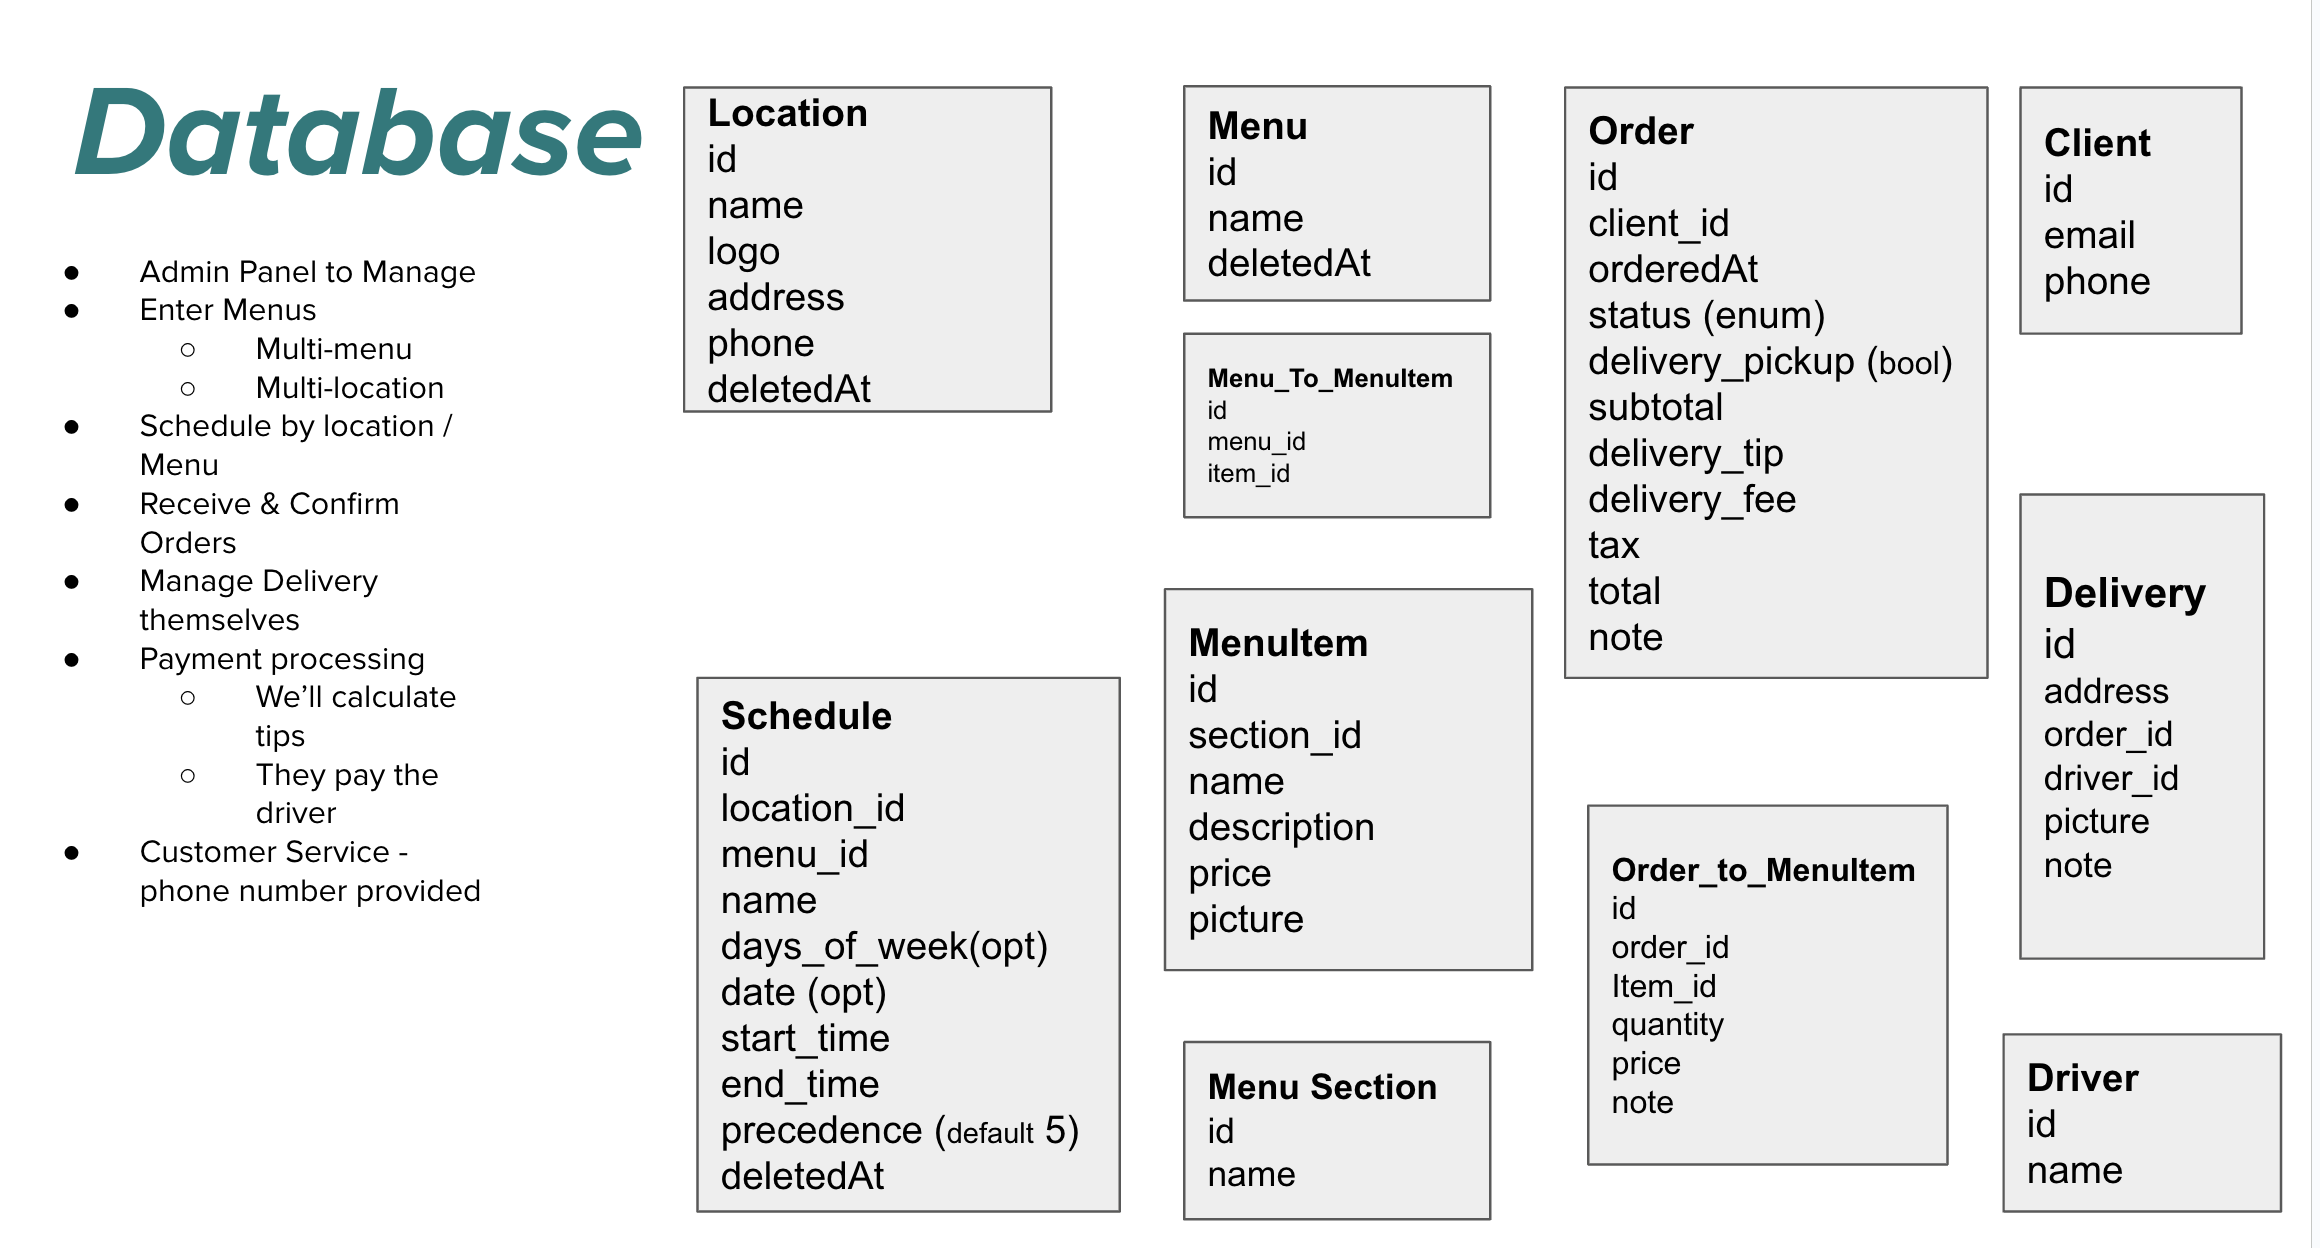 Database
● Admin Panel to Manage
● Enter Menus
○ Multi-menu
○ Multi-location
● Schedule by location /
Menu
● Receive & Confirm
Orders
● Manage Delivery
themselves
● Payment processing
○ We’ll calculate
tips
○ They pay the
driver
● Customer Service -
phone number provided
Location
id
name
logo
address
phone
deletedAt
Schedule
id
location_id
menu_id
name
days_of_week(opt)
date (opt)
start_time
end_time
precedence (default 5)
deletedAt
Menu
id
name
deletedAt
Menu_To_MenuItem
id
menu_id
item_id
MenuItem
id
section_id
name
description
price
picture
Menu Section
id
name
Order
id
client_id
orderedAt
status (enum)
delivery_pickup (bool)
subtotal
delivery_tip
delivery_fee
tax
total
note
Order_to_MenuItem
id
order_id
Item_id
quantity
price
note
Client
id
email
phone
Delivery
id
address
order_id
driver_id
picture
note
Driver
id
name